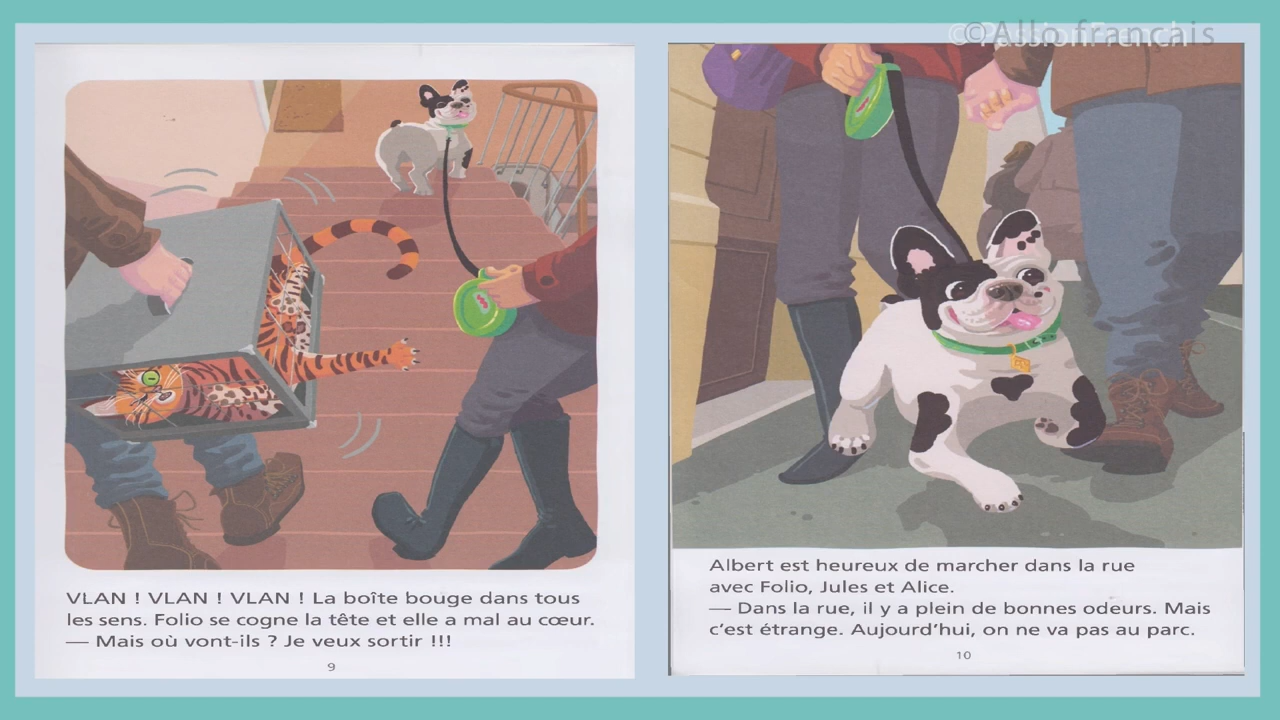 ©Allo français
VLAN ! VLAN ! VLAN ! La boîte bouge dans tous
les sens. Folio se cogne la tête et elle a mal au cœur.
— Mais où vont-ils ? Je veux sortir !!!
9
Albert est heureux de marcher dans la rue
avec Folio, Jules et Alice.
— Dans la rue, il y a plein de bonnes odeurs. Mais
c’est étrange. Aujourd’hui, on ne va pas au parc.
10